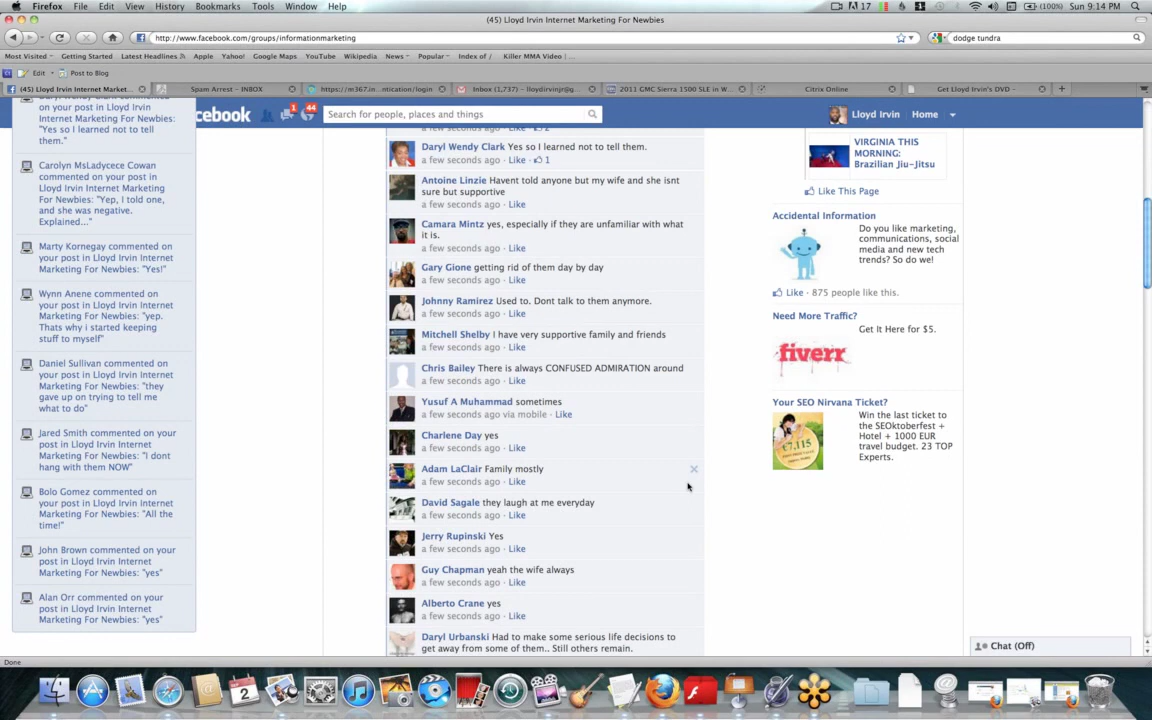 Firefox File Edit View History Bookmarks Tools Window Help
17 1 (100%) Sun 9:14 PM
(45) Lloyd Irvin Internet Marketing For Newbies
http://www.facebook.com/groups/informationmarketing
dodge tundra
Most Visited Getting Started Latest Headlines Apple Yahoo! Google Maps YouTube Wikipedia News Popular Index of / Killer MMA Video ...
Edit Post to Blog
(45) Lloyd Irvin Internet Market... Spam Arrest - INBOX https://m367.in...ntication/login Inbox (1,737) - lloydirvinjr@g... 2011 GMC Sierra 1500 SLE in W... Citrix Online Get Lloyd Irvin's DVD -
cebook 1 44 Search for people, places and things Lloyd Irvin Home
on your post in Lloyd Irvin
Internet Marketing For
Newbies:
"Yes so I learned not to tell
them."
Carolyn MsLadycece Cowan
commented on your post in
Lloyd Irvin Internet
Marketing For Newbies:
"Yep, I told one,
and she was negative.
Explained..."
Marty Kornegay commented
on your post in Lloyd Irvin
Internet Marketing For
Newbies: "Yes!"
Wynn Anene commented on
your post in Lloyd Irvin
Internet Marketing For
Newbies: "yep.
Thats why i started keeping
stuff to myself"
Daniel Sullivan commented
on your post in Lloyd Irvin
Internet Marketing For
Newbies: "they
gave up on trying to tell me
what to do"
Jared Smith commented on
your post in Lloyd Irvin
Internet Marketing For
Newbies: "I dont
hang with them NOW"
Bolo Gomez commented on
your post in Lloyd Irvin
Internet Marketing For
Newbies: "All the
time!"
John Brown commented on
your post in Lloyd Irvin
Internet Marketing For
Newbies: "yes"
Alan Orr commented on your
post in Lloyd Irvin Internet
Marketing For Newbies: "yes"
Daryl Wendy Clark Yes so I learned not to tell them.
a few seconds ago · Like · 1
Antoine Linzie Havent told anyone but my wife and she isnt
sure but supportive
a few seconds ago · Like
Camara Mintz yes, especially if they are unfamiliar with what
it is.
a few seconds ago · Like
Gary Gione getting rid of them day by day
a few seconds ago · Like
Johnny Ramirez Used to. Dont talk to them anymore.
a few seconds ago · Like
Mitchell Shelby I have very supportive family and friends
a few seconds ago · Like
Chris Bailey There is always CONFUSED ADMIRATION around
a few seconds ago · Like
Yusuf A Muhammad sometimes
a few seconds ago via mobile · Like
Charlene Day yes
a few seconds ago · Like
Adam LaClair Family mostly
a few seconds ago · Like
David Sagale they laugh at me everyday
a few seconds ago · Like
Jerry Rupinski Yes
a few seconds ago · Like
Guy Chapman yeah the wife always
a few seconds ago · Like
Alberto Crane yes
a few seconds ago · Like
Daryl Urbanski Had to make some serious life decisions to
get away from some of them.. Still others remain.
VIRGINIA THIS
MORNING:
Brazilian Jiu-Jitsu
Like This Page
Accidental Information
Do you like marketing,
communications, social
media and new tech
trends? So do we!
Like · 875 people like this.
Need More Traffic?
Get It Here for $5.
fiverr
Your SEO Nirvana Ticket?
Win the last ticket to
the SEOktoberfest +
Hotel + 1000 EUR
travel budget. 23 TOP
Experts.
€7,115
Chat (Off)
Done
2